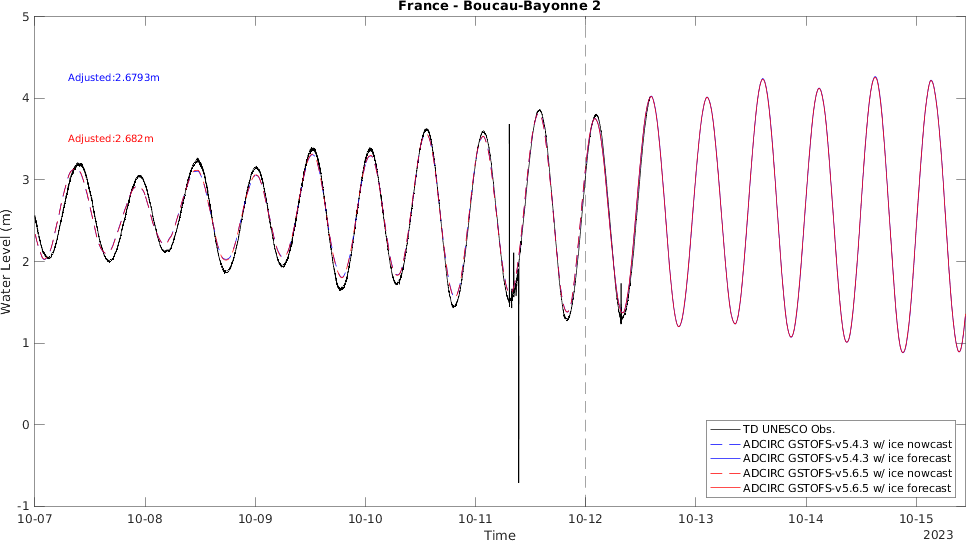 France - Boucau-Bayonne 2
5
4
3
2
1
0
-1
Water Level (m)
Adjusted:2.6793m
Adjusted:2.682m
TD UNESCO Obs.
ADCIRC GSTOFS-v5.4.3 w/ ice nowcast
ADCIRC GSTOFS-v5.4.3 w/ ice forecast
ADCIRC GSTOFS-v5.6.5 w/ ice nowcast
ADCIRC GSTOFS-v5.6.5 w/ ice forecast
10-07 10-08 10-09 10-10 10-11 10-12 10-13 10-14 10-15
Time
2023